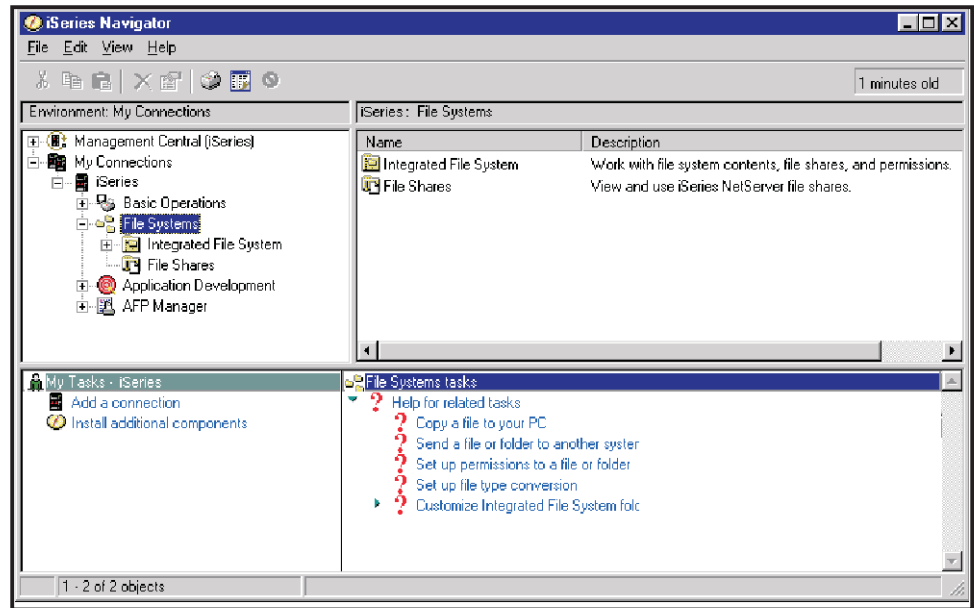 iSeries Navigator
File Edit View Help
1 minutes old
Environment: My Connections
iSeries: File Systems
Management Central (iSeries)
My Connections
iSeries
Basic Operations
File Systems
Integrated File System
File Shares
Application Development
AFP Manager
Name Description
Integrated File System Work with file system contents, file shares, and permissions.
File Shares View and use iSeries NetServer file shares.
My Tasks - iSeries
Add a connection
Install additional components
File Systems tasks
Help for related tasks
Copy a file to your PC
Send a file or folder to another syster
Set up permissions to a file or folder
Set up file type conversion
Customize Integrated File System folc
1 - 2 of 2 objects